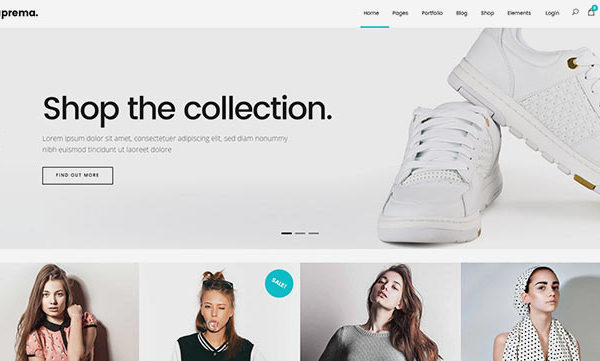 prema.
Home Pages Portfolio Blog Shop Elements Login
Shop the collection.
Lorem ipsum dolor sit amet, consectetuer adipiscing elit, sed diam nonummy
nibh euismod tincidunt ut laoreet dolore
FIND OUT MORE
SALE!